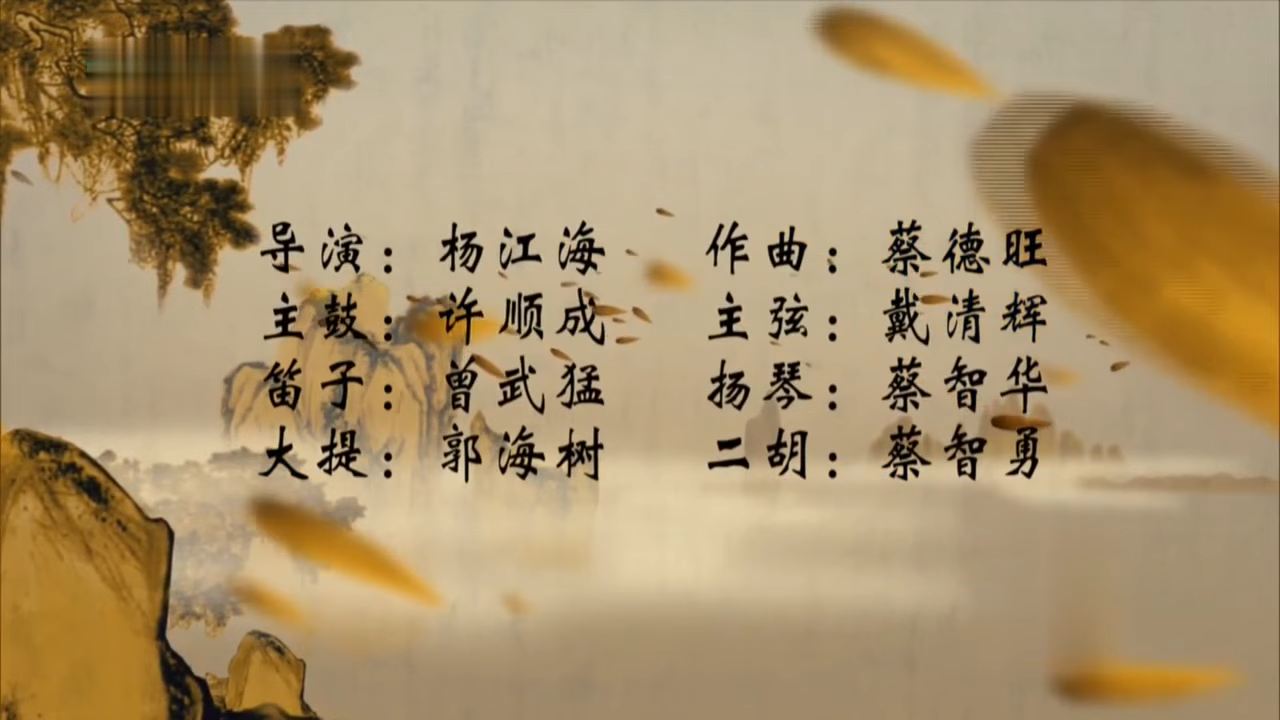 导演：杨江海 作曲：蔡德旺
主鼓：许顺成 主弦：戴清辉
笛子：曾武猛 扬琴：蔡智华
大提：郭海树 二胡：蔡智勇